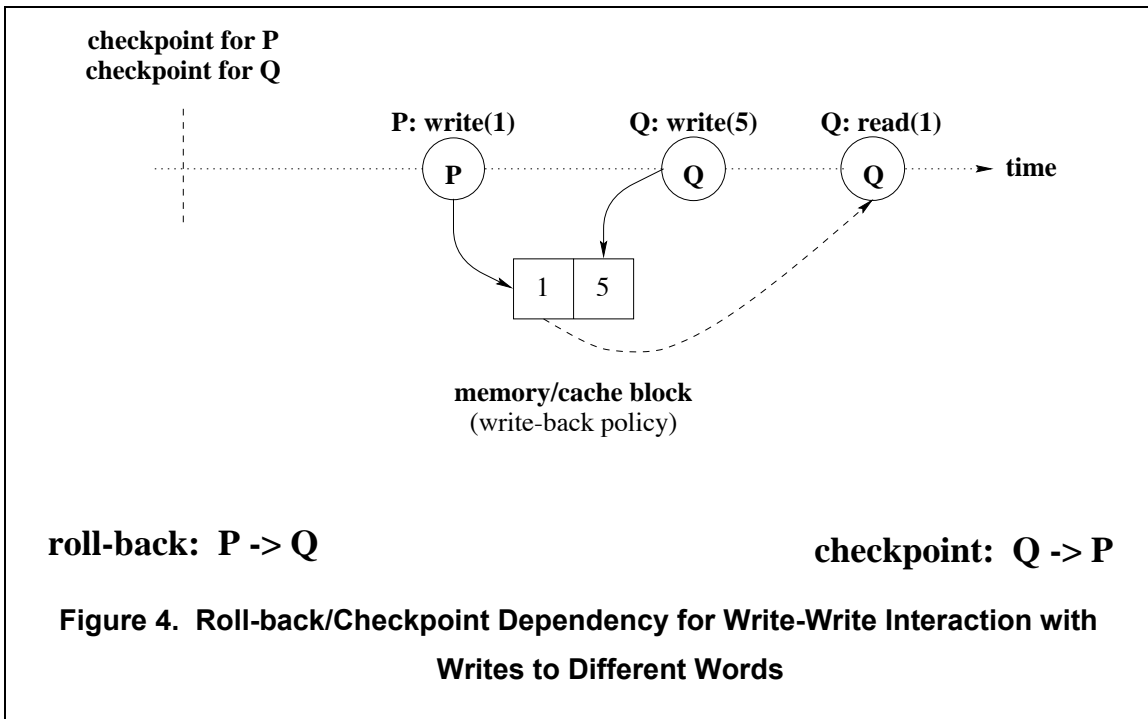 checkpoint for P
checkpoint for Q
P: write(1)
Q: write(5)
Q: read(1)
P
Q
Q
time
1
5
memory/cache block
(write-back policy)
roll-back:  P -> Q
checkpoint:  Q -> P
Figure 4.  Roll-back/Checkpoint Dependency for Write-Write Interaction with
Writes to Different Words